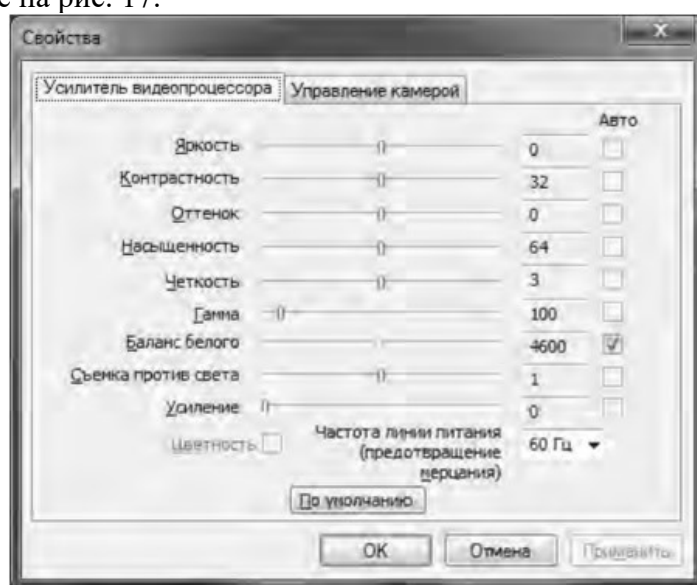 с на рис. 17.
Свойства
Усилитель видеопроцессора Управление камерой
Авто
Яркость 0
Контрастность 32
Оттенок 0
Насыщенность 64
Четкость 3
Гамма 100
Баланс белого 4600
Съемка против света 1
Усиление 0
Цветность Частота линии питания (предотвращение мерцания) 60 Гц
По умолчанию
ОК Отмена Применить